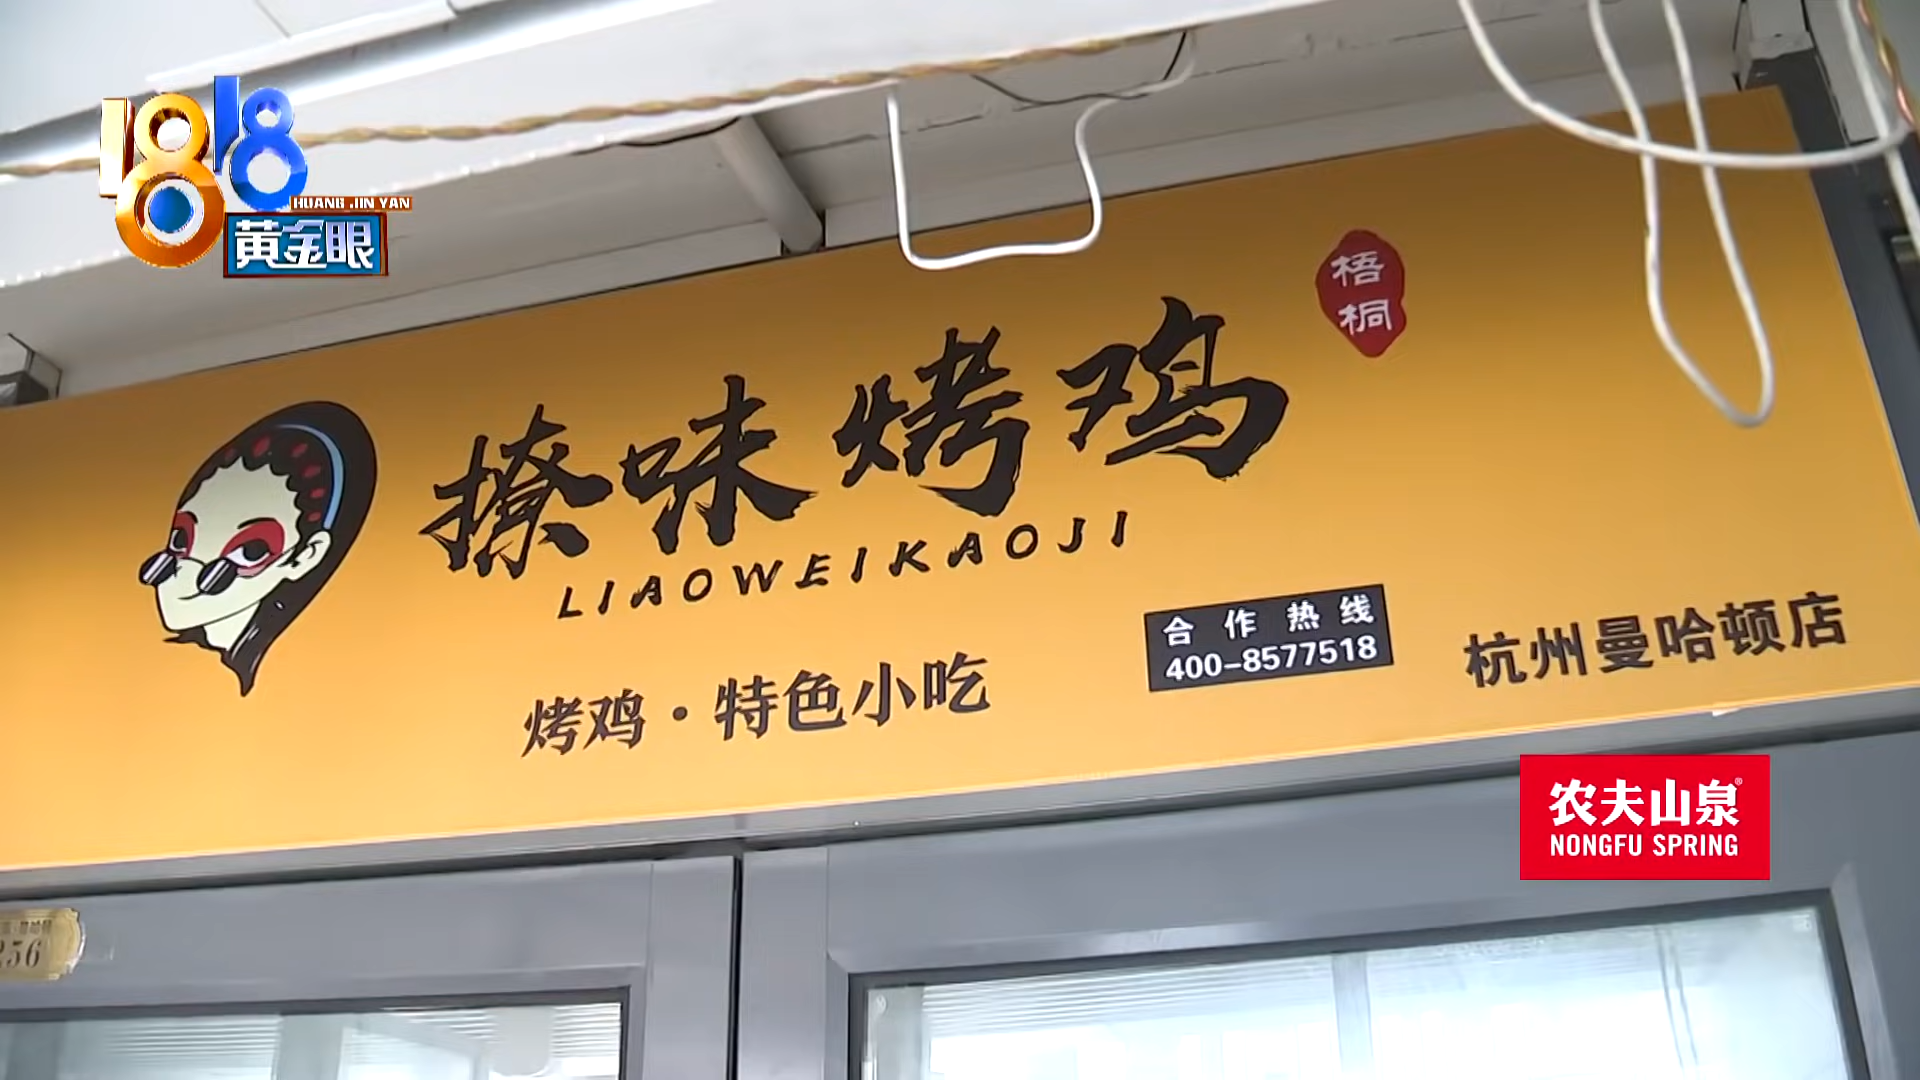 1818
HUANG JIN YAN
黄金眼
梧桐
撩味烤鸡
LIAOWEIKAOJI
合作热线
400-8577518
烤鸡·特色小吃
杭州曼哈顿店
农夫山泉®
NONGFU SPRING
256